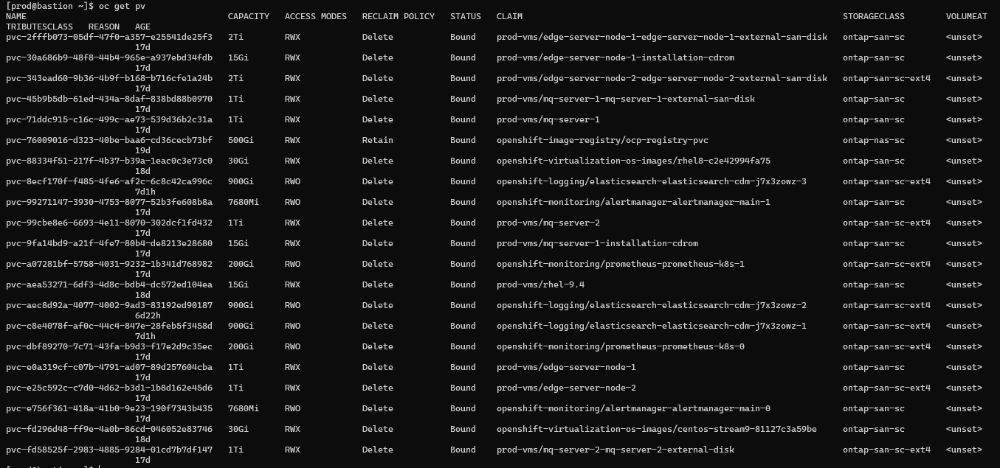 [prod@bastion ~]$ oc get pv
NAME CAPACITY ACCESS MODES RECLAIM POLICY STATUS CLAIM STORAGECLASS VOLUMEAT
TRIBUTESCLASS REASON AGE
pvc-2fffb073-05df-47f0-a357-e25541de25f3 2Ti RWX Delete Bound prod-vms/edge-server-node-1-edge-server-node-1-external-san-disk ontap-san-sc <unset>
17d
pvc-30a686b9-48f8-44b4-965e-a937ebd34fdb 15Gi RWX Delete Bound prod-vms/edge-server-node-1-installation-cdrom ontap-san-sc <unset>
17d
pvc-343ead60-9b36-4b9f-b168-b716cfe1a24b 2Ti RWX Delete Bound prod-vms/edge-server-node-2-edge-server-node-2-external-san-disk ontap-san-sc-ext4 <unset>
17d
pvc-45b9b5db-61ed-434a-8daf-838bd88b0970 1Ti RWX Delete Bound prod-vms/mq-server-1-mq-server-1-external-san-disk ontap-san-sc <unset>
17d
pvc-71ddc915-c16c-499c-ae73-539d36b2c31a 1Ti RWX Delete Bound prod-vms/mq-server-1 ontap-san-sc <unset>
17d
pvc-76009016-d323-40be-baa6-cd36cecb73bf 500Gi RWX Retain Bound openshift-image-registry/ocp-registry-pvc ontap-nas-sc <unset>
19d
pvc-88334f51-217f-4b37-b39a-1eac0c3e73c0 30Gi RWX Delete Bound openshift-virtualization-os-images/rhel8-c2e42994fa75 ontap-san-sc <unset>
18d
pvc-8ecf170f-f485-4fe6-af2c-6c8c42ca996c 900Gi RWO Delete Bound openshift-logging/elasticsearch-elasticsearch-cdm-j7x3zowz-3 ontap-san-sc-ext4 <unset>
7d1h
pvc-99271147-3930-4753-8077-52b3fe608b8a 7680Mi RWO Delete Bound openshift-monitoring/alertmanager-alertmanager-main-1 ontap-san-sc <unset>
17d
pvc-99cbe8e6-6693-4e11-8070-302dcf1fd432 1Ti RWX Delete Bound prod-vms/mq-server-2 ontap-san-sc-ext4 <unset>
17d
pvc-9fa14bd9-a21f-4fe7-80b4-de8213e28680 15Gi RWX Delete Bound prod-vms/mq-server-1-installation-cdrom ontap-san-sc <unset>
17d
pvc-a07281bf-5758-4031-9232-1b341d768982 200Gi RWO Delete Bound openshift-monitoring/prometheus-prometheus-k8s-1 ontap-san-sc-ext4 <unset>
17d
pvc-aea53271-6df3-4d8c-bdb4-dc572ed104ea 15Gi RWX Delete Bound prod-vms/rhel-9.4 ontap-san-sc <unset>
18d
pvc-aec8d92a-4077-4002-9ad3-83192ed90187 900Gi RWO Delete Bound openshift-logging/elasticsearch-elasticsearch-cdm-j7x3zowz-2 ontap-san-sc-ext4 <unset>
6d22h
pvc-c8e4078f-af0c-44c4-847e-28feb5f3458d 900Gi RWO Delete Bound openshift-logging/elasticsearch-elasticsearch-cdm-j7x3zowz-1 ontap-san-sc-ext4 <unset>
7d1h
pvc-dbf89270-7c71-43fa-b9d3-f17e2d9c35ec 200Gi RWO Delete Bound openshift-monitoring/prometheus-prometheus-k8s-0 ontap-san-sc-ext4 <unset>
17d
pvc-e0a319cf-c07b-4791-ad07-89d257604cba 1Ti RWX Delete Bound prod-vms/edge-server-node-1 ontap-san-sc <unset>
17d
pvc-e25c592c-c7d0-4d62-b3d1-1b8d162e45d6 1Ti RWX Delete Bound prod-vms/edge-server-node-2 ontap-san-sc-ext4 <unset>
17d
pvc-e756f361-418a-41b0-9e23-190f7343b435 7680Mi RWO Delete Bound openshift-monitoring/alertmanager-alertmanager-main-0 ontap-san-sc <unset>
17d
pvc-fd296d48-ff9e-4a0b-86cd-046052e83746 30Gi RWX Delete Bound openshift-virtualization-os-images/centos-stream9-81127c3a59be ontap-san-sc <unset>
18d
pvc-fd58525f-2983-4885-9284-01cd7b7df147 1Ti RWX Delete Bound prod-vms/mq-server-2-mq-server-2-external-disk ontap-san-sc-ext4 <unset>
17d